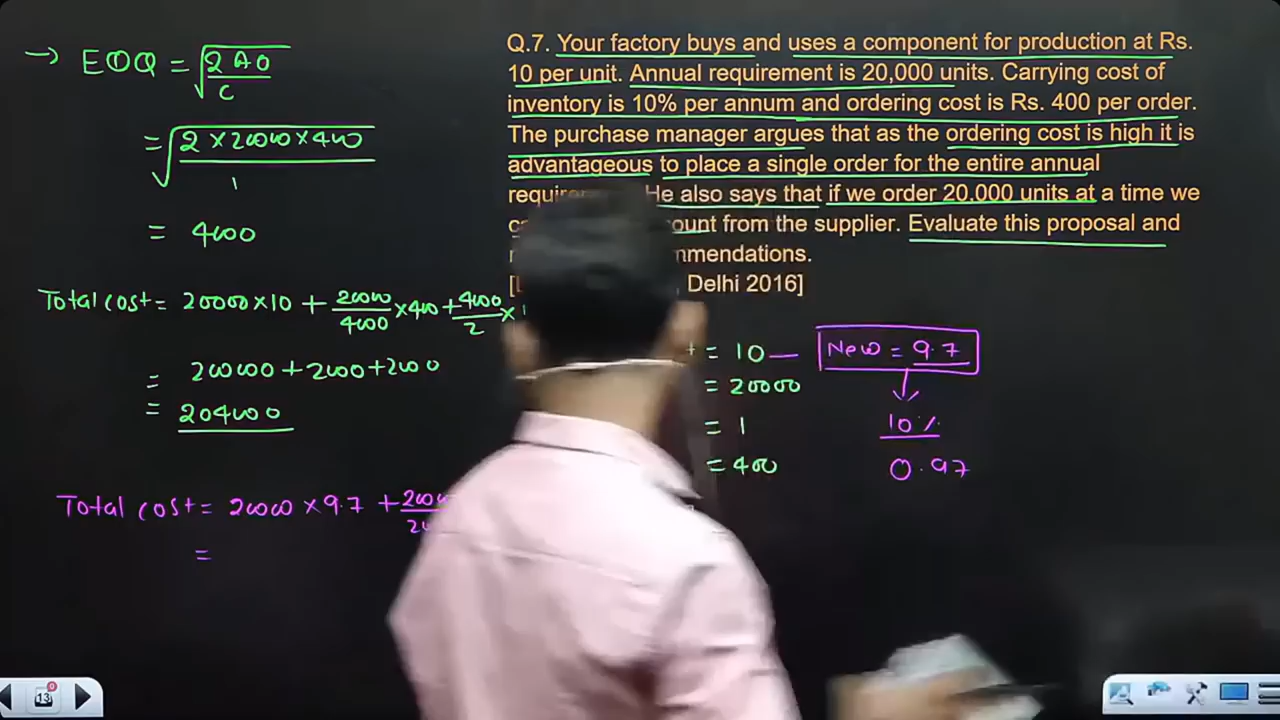 → EOQ = √2AO
C
= √2 × 20000 × 400
1
= 4000
Total cost = 20000 × 10 + 20000/4000 × 400 + 4000/2 ×
= 200000 + 2000 + 2000
= 204000
Total cost = 20000 × 9.7 +
=
Q.7. Your factory buys and uses a component for production at Rs.
10 per unit. Annual requirement is 20,000 units. Carrying cost of
inventory is 10% per annum and ordering cost is Rs. 400 per order.
The purchase manager argues that as the ordering cost is high it is
advantageous to place a single order for the entire annual
He also says that if we order 20.000 units at a time we
from the supplier. Evaluate this proposal and
[ Delhi 2016]
= 10 — New = 9.7
= 20000
= 1 10%
= 400 0.97
13